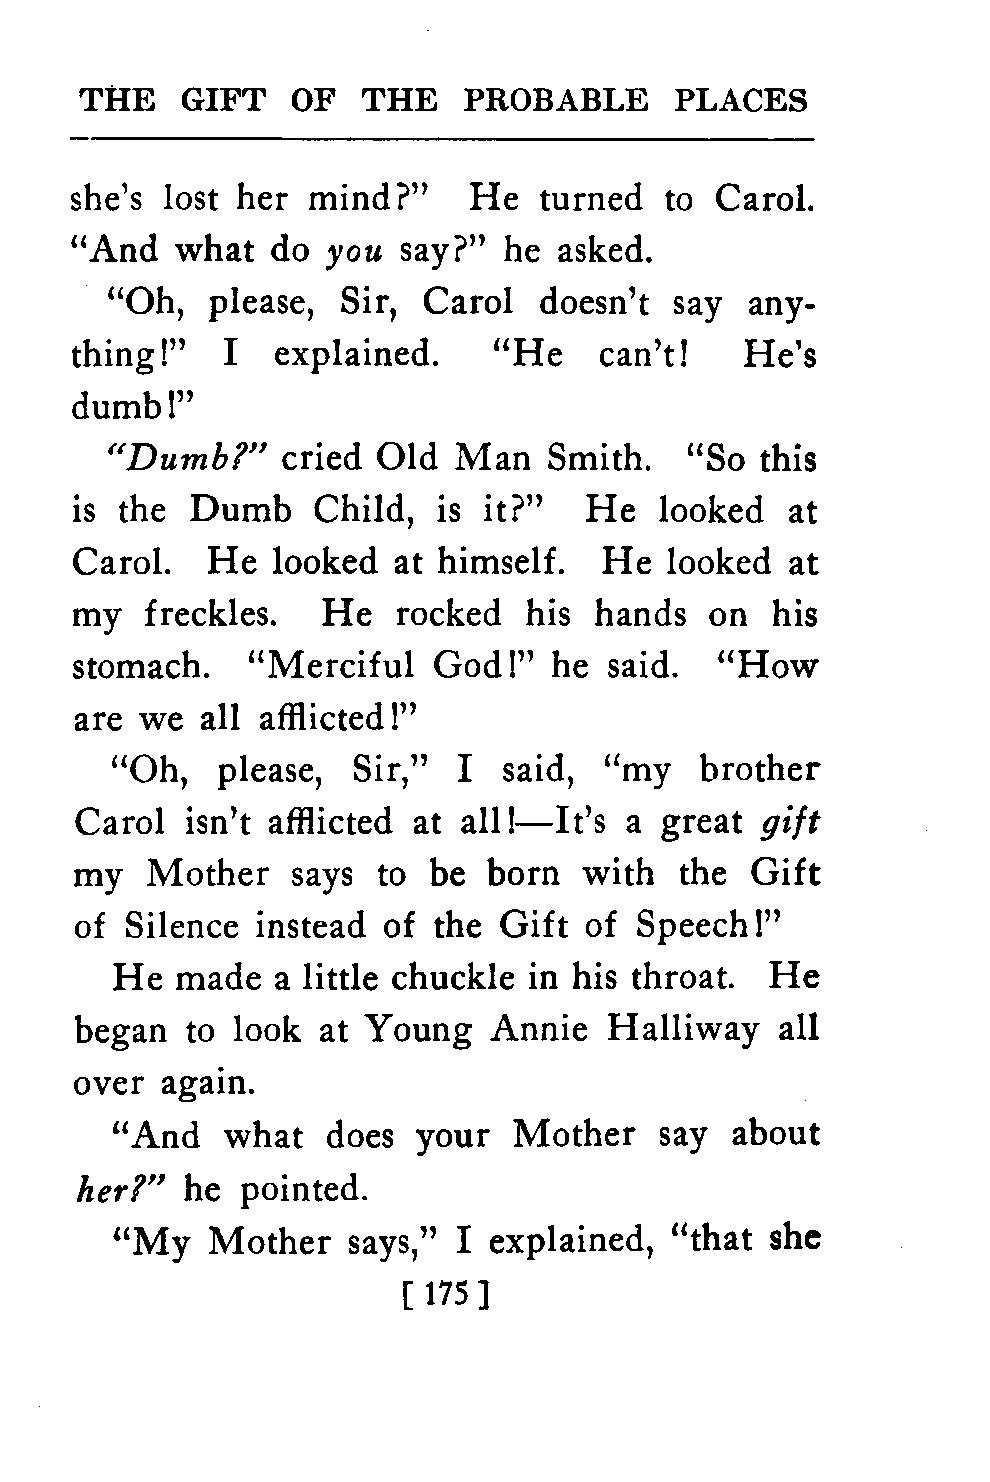 THE GIFT OF THE PROBABLE PLACES
she's lost her mind?" He turned to Carol.
"And what do you say?" he asked.
"Oh, please, Sir, Carol doesn't say any-
thing!" I explained. "He can't! He's
dumb!"
"Dumb?" cried Old Man Smith. "So this
is the Dumb Child, is it?" He looked at
Carol. He looked at himself. He looked at
my freckles. He rocked his hands on his
stomach. "Merciful God!" he said. "How
are we all afflicted!"
"Oh, please, Sir," I said, "my brother
Carol isn't afflicted at all!—It's a great gift
my Mother says to be born with the Gift
of Silence instead of the Gift of Speech!"
He made a little chuckle in his throat. He
began to look at Young Annie Halliway all
over again.
"And what does your Mother say about
her?" he pointed.
"My Mother says," I explained, "that she
[ 175 ]